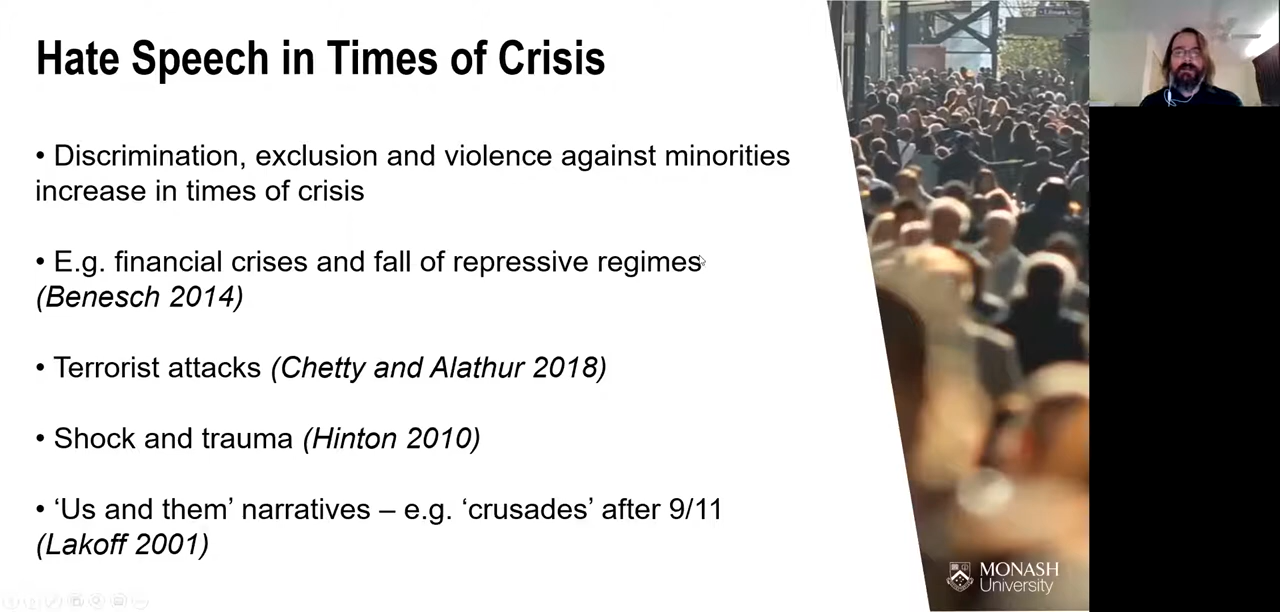 Hate Speech in Times of Crisis
• Discrimination, exclusion and violence against minorities
increase in times of crisis
• E.g. financial crises and fall of repressive regimes
(Benesch 2014)
• Terrorist attacks (Chetty and Alathur 2018)
• Shock and trauma (Hinton 2010)
• ‘Us and them’ narratives – e.g. ‘crusades’ after 9/11
(Lakoff 2001)
MONASH
University